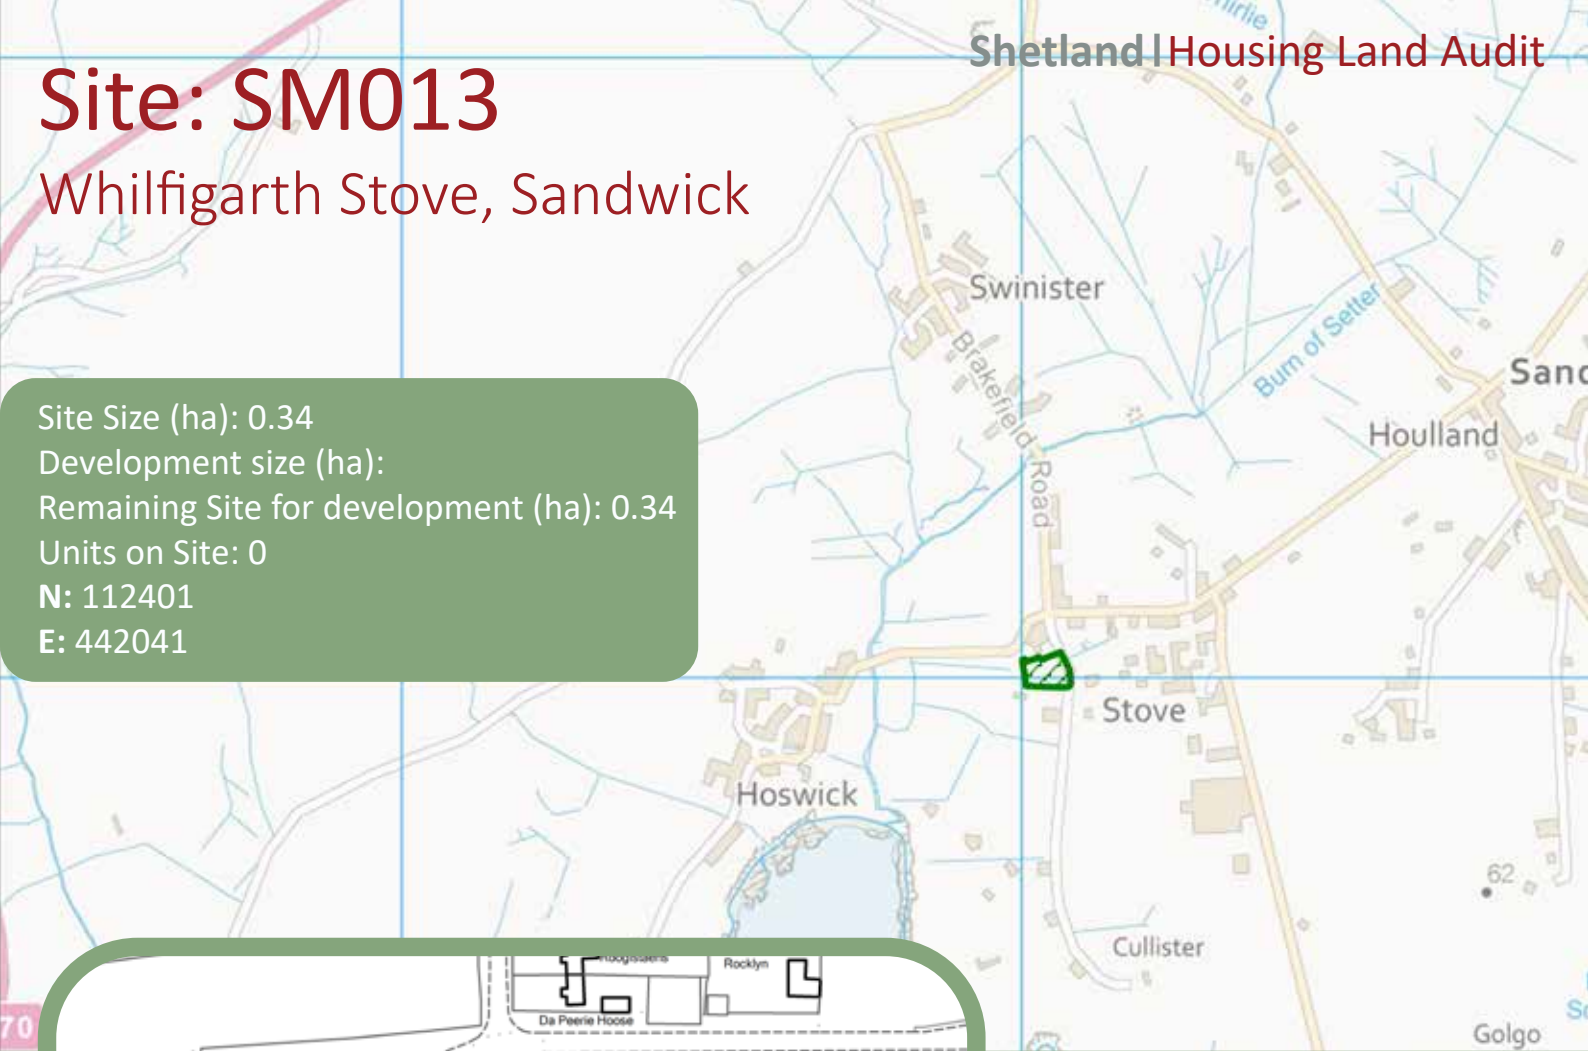 Shetland|Housing Land Audit
Site: SM013
Whilfigarth Stove, Sandwick
Swinister
Burn of Setter
Brakefield Road
Houlland
Site Size (ha): 0.34
Development size (ha):
Remaining Site for development (ha): 0.34
Units on Site: 0
N: 112401
E: 442041
Stove
Hoswick
62
Cullister
Rocklyn
Da Peerie Hoose
70
Golgo